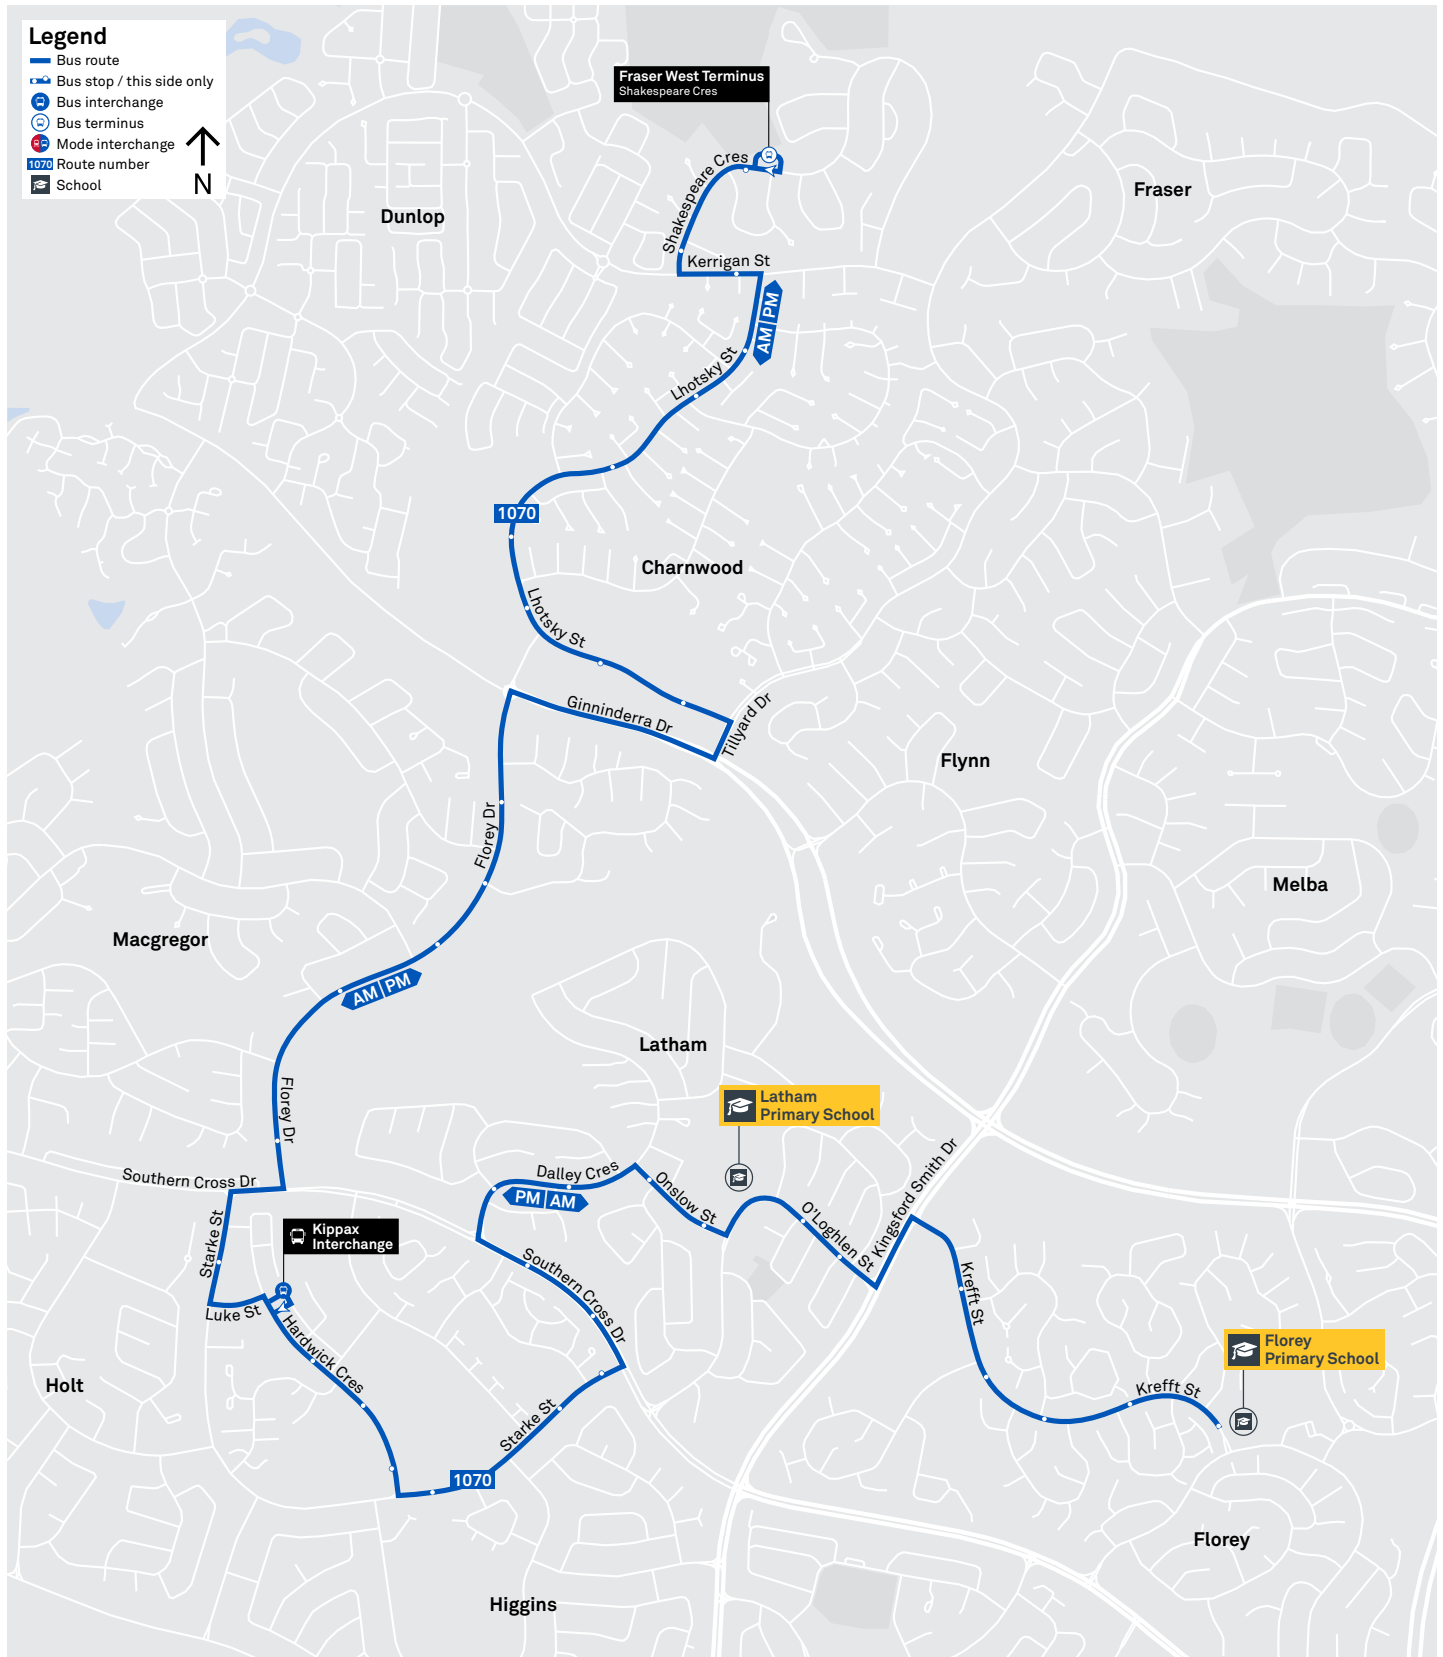 Legend
Bus route
Bus stop / this side only
Bus interchange
Bus terminus
Mode interchange
1070 Route number
School
N
Fraser West Terminus
Shakespeare Cres
Shakespeare Cres
Fraser
Dunlop
Kerrigan St
AM | PM
Lhotsky St
1070
Charnwood
Lhotsky St
Ginninderra Dr
Tillyard Dr
Flynn
Florey Dr
Melba
Macgregor
AM | PM
Latham
Latham
Primary School
Florey Dr
Southern Cross Dr
Dalley Cres
PM | AM
Onslow St
O'Loghlen St
Kingsford Smith Dr
Starke St
Kippax
Interchange
Luke St
Southern Cross Dr
Krefft St
Hardwick Cres
Florey
Primary School
Holt
Krefft St
Starke St
1070
Florey
Higgins